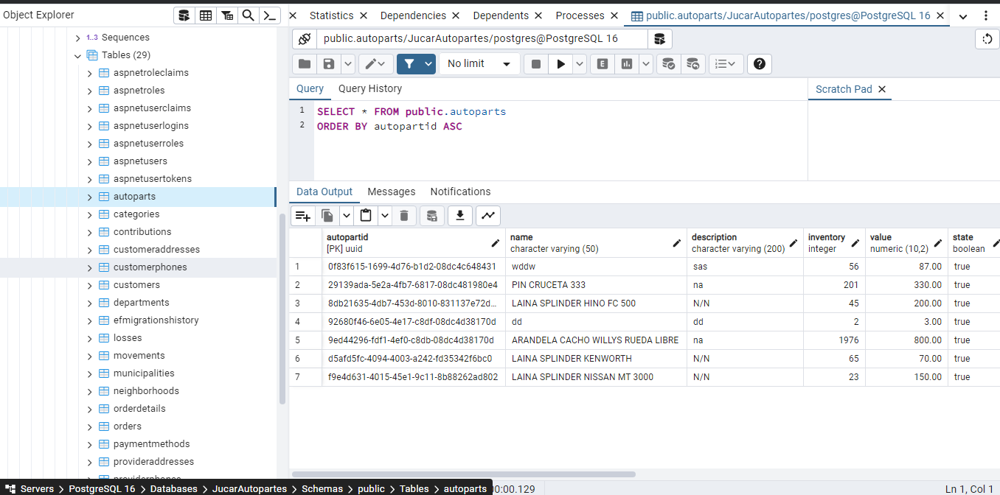 Object Explorer
Statistics Dependencies Dependents Processes public.autoparts/JucarAutopartes/postgres@PostgreSQL 16
1..3 Sequences
Tables (29)
aspnetroleclaims
aspnetroles
aspnetuserclaims
aspnetuserlogins
aspnetuserroles
aspnetusers
aspnetusertokens
autoparts
categories
contributions
customeraddresses
customerphones
customers
departments
efmigrationshistory
losses
movements
municipalities
neighborhoods
orderdetails
orders
paymentmethods
provideraddresses
public.autoparts/JucarAutopartes/postgres@PostgreSQL 16
No limit
E
Query Query History
Scratch Pad
1 SELECT * FROM public.autoparts
2 ORDER BY autopartid ASC
Data Output Messages Notifications
autopartid name description inventory value state
[PK] uuid character varying (50) character varying (200) integer numeric (10,2) boolean
1 0f83f615-1699-4d76-b1d2-08dc4c648431 wddw sas 56 87.00 true
2 29139ada-5e2a-4fb7-6817-08dc481980e4 PIN CRUCETA 333 na 201 330.00 true
3 8db21635-4db7-453d-8010-831137e72d... LAINA SPLINDER HINO FC 500 N/N 45 200.00 true
4 92680f46-6e05-4e17-c8df-08dc4d38170d dd dd 2 3.00 true
5 9ed44296-fdf1-4ef0-c8db-08dc4d38170d ARANDELA CACHO WILLYS RUEDA LIBRE na 1976 800.00 true
6 d5afd5fc-4094-4003-a242-fd35342f6bc0 LAINA SPLINDER KENWORTH N/N 65 70.00 true
7 f9e4d631-4015-45e1-9c11-8b88262ad802 LAINA SPLINDER NISSAN MT 3000 N/N 23 150.00 true
Servers > PostgreSQL 16 > Databases > JucarAutopartes > Schemas > public > Tables > autoparts
00.129
Ln 1, Col 1